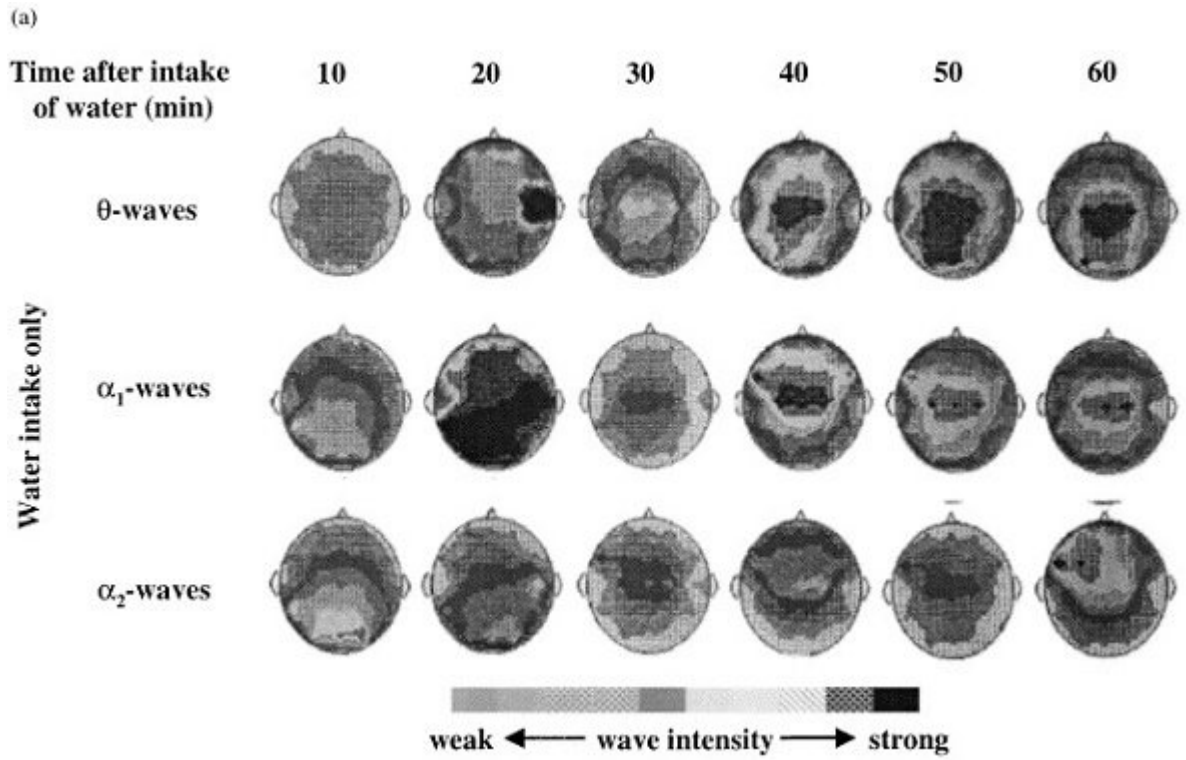 (a)
Time after intake of water (min) 10 20 30 40 50 60
θ-waves
α₁-waves
α₂-waves
Water intake only
weak wave intensity strong